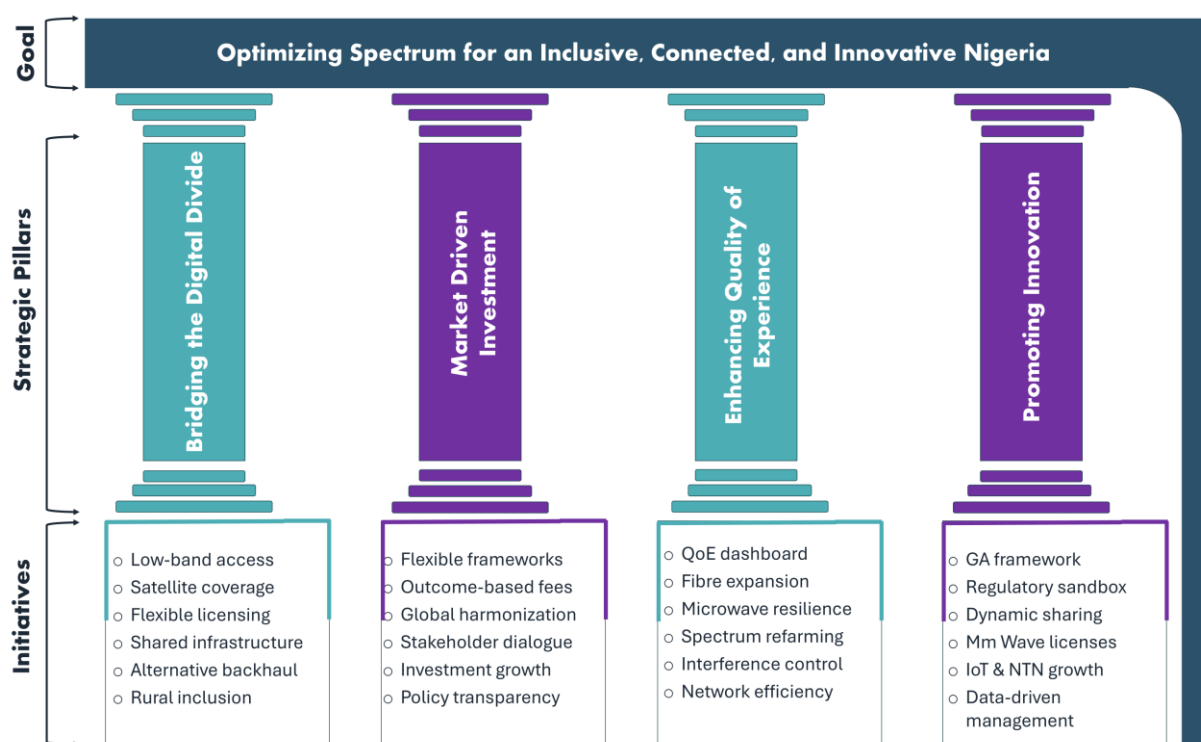 Goal
Optimizing Spectrum for an Inclusive, Connected, and Innovative Nigeria
Strategic Pillars
Bridging the Digital Divide
Market Driven
Investment
Enhancing Quality of
Experience
Promoting Innovation
Initiatives
Low-band access
Satellite coverage
Flexible licensing
Shared infrastructure
Alternative backhaul
Rural inclusion
Flexible frameworks
Outcome-based fees
Global harmonization
Stakeholder dialogue
Investment growth
Policy transparency
QoE dashboard
Fibre expansion
Microwave resilience
Spectrum refarming
Interference control
Network efficiency
GA framework
Regulatory sandbox
Dynamic sharing
Mm Wave licenses
IoT & NTN growth
Data-driven
management